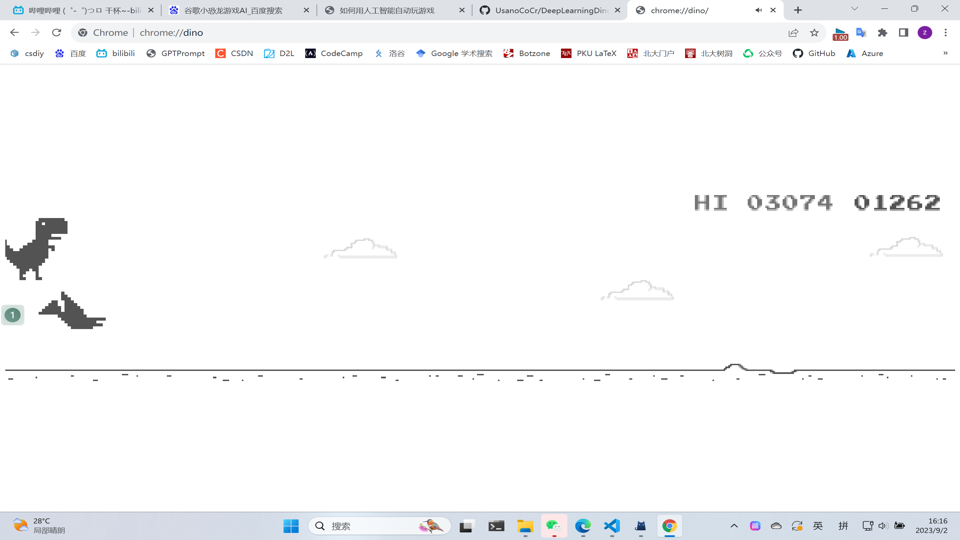 哔哩哔哩 (゜-゜)つロ 干杯~-bili
谷歌小恐龙游戏AI_百度搜索
如何用人工智能自动玩游戏
UsanoCoCr/DeepLearningDino
chrome://dino/
Chrome | chrome://dino
1.00
z
csdiy
百度
bilibili
GPTPrompt
CSDN
D2L
CodeCamp
洛谷
Google 学术搜索
Botzone
PKU LaTeX
北大门户
北大树洞
公众号
GitHub
Azure
»
HI 03074 01262
1
28°C
局部晴朗
搜索
英
拼
16:16
2023/9/2